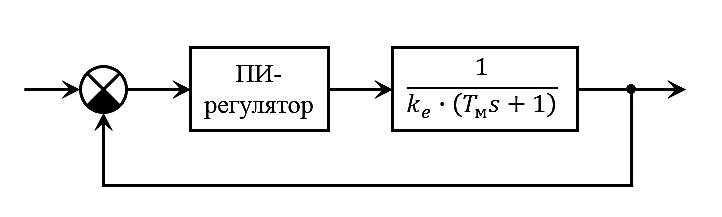 ПИ-
регулятор
1
k_e · (T_м s + 1)